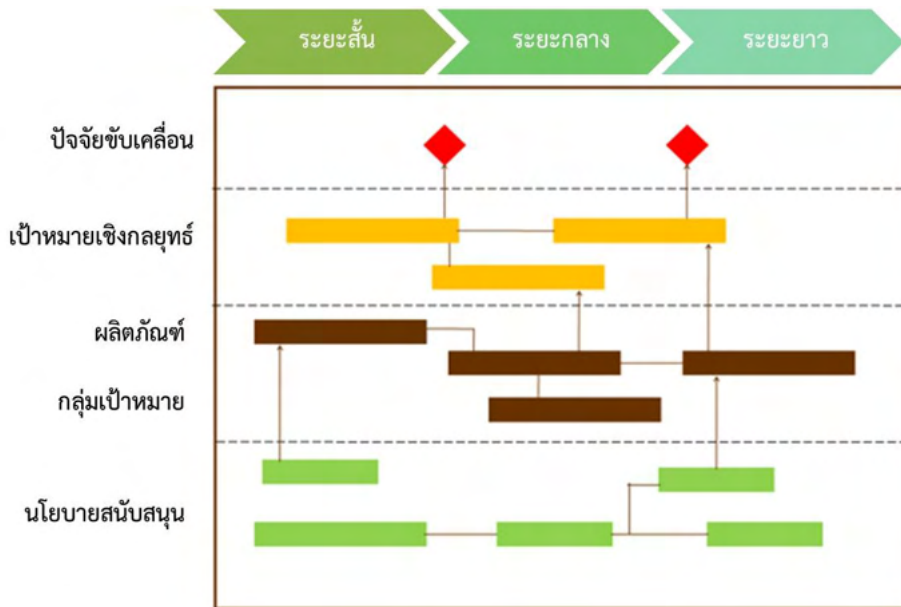 ระยะสั้น
ระยะกลาง
ระยะยาว
ปัจจัยขับเคลื่อน
เป้าหมายเชิงกลยุทธ์
ผลิตภัณฑ์
กลุ่มเป้าหมาย
นโยบายสนับสนุน